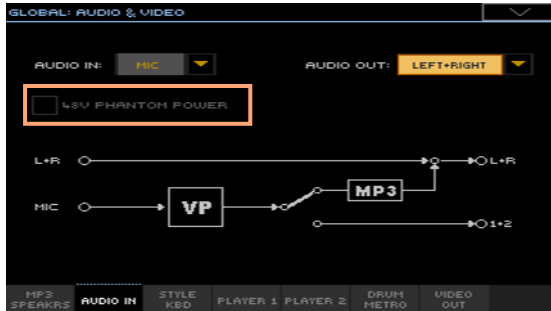 GLOBAL: AUDIO & VIDEO
AUDIO IN: MIC AUDIO OUT: LEFT+RIGHT
48V PHANTOM POWER
L+R L+R
MP3
MIC VP 1+2
MP3 SPEAKRS AUDIO IN STYLE KBD PLAYER 1 PLAYER 2 DRUM METRO VIDEO OUT